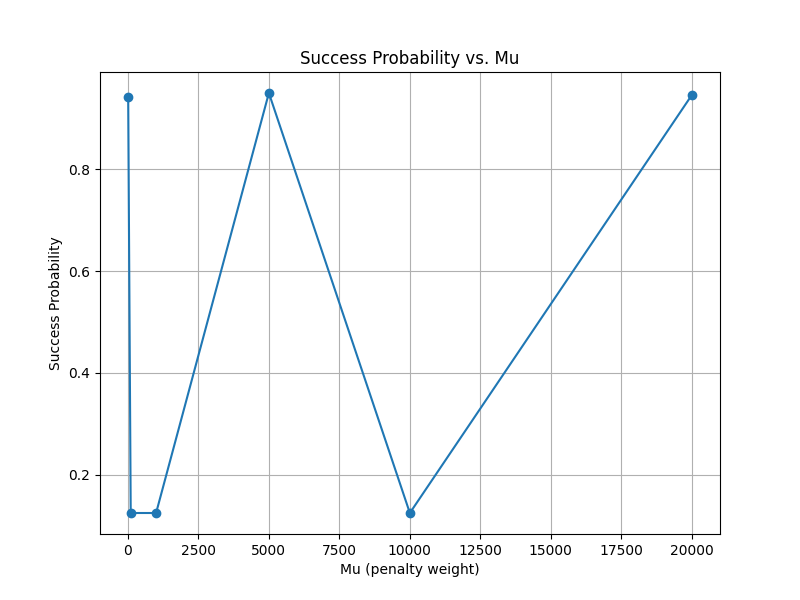 Success Probability vs. Mu
0.8
0.6
0.4
0.2
Success Probability
0 2500 5000 7500 10000 12500 15000 17500 20000
Mu (penalty weight)